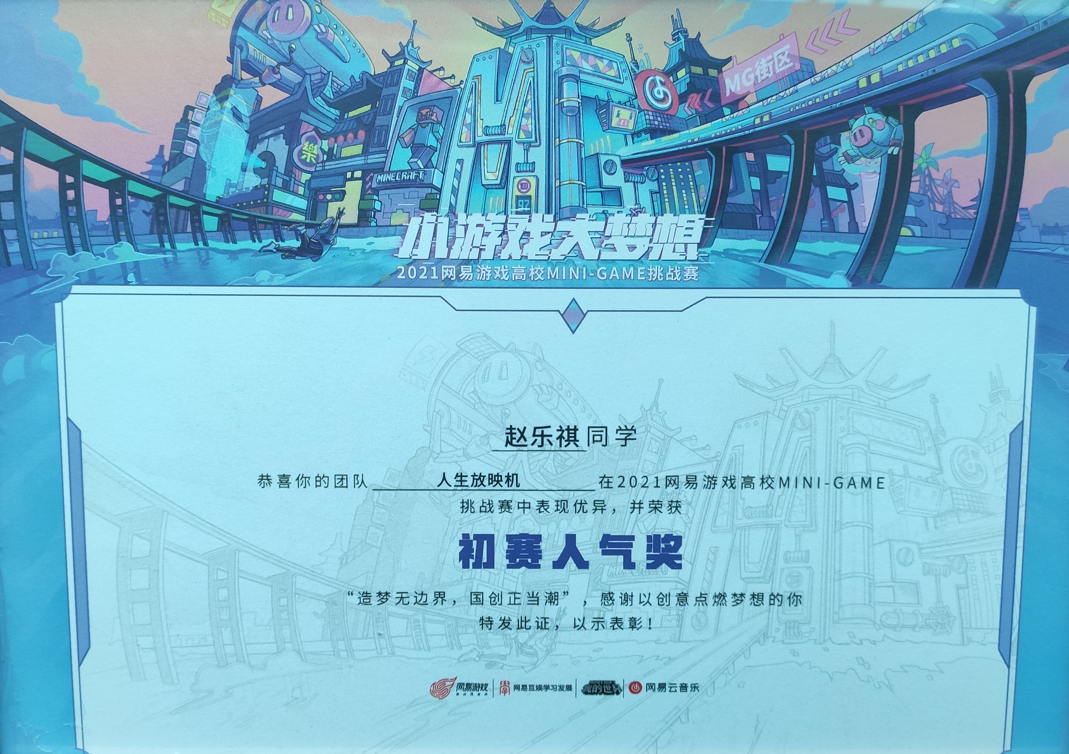 MG街区
樂
MINECRAFT
92
小游戏大梦想
2021网易游戏高校MINI-GAME挑战赛
赵乐祺同学
恭喜你的团队 人生放映机 在2021网易游戏高校MINI-GAME
挑战赛中表现优异，并荣获
初赛人气奖
“造梦无边界，国创正当潮”，感谢以创意点燃梦想的你
特发此证，以示表彰！
网易游戏 网易互娱学习发展 我的世界 网易云音乐